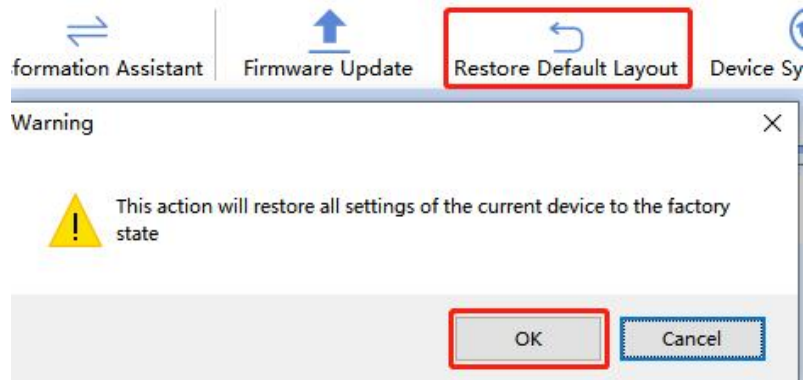 formation Assistant
Firmware Update
Restore Default Layout
Device Sy
Warning
This action will restore all settings of the current device to the factory
state
OK
Cancel